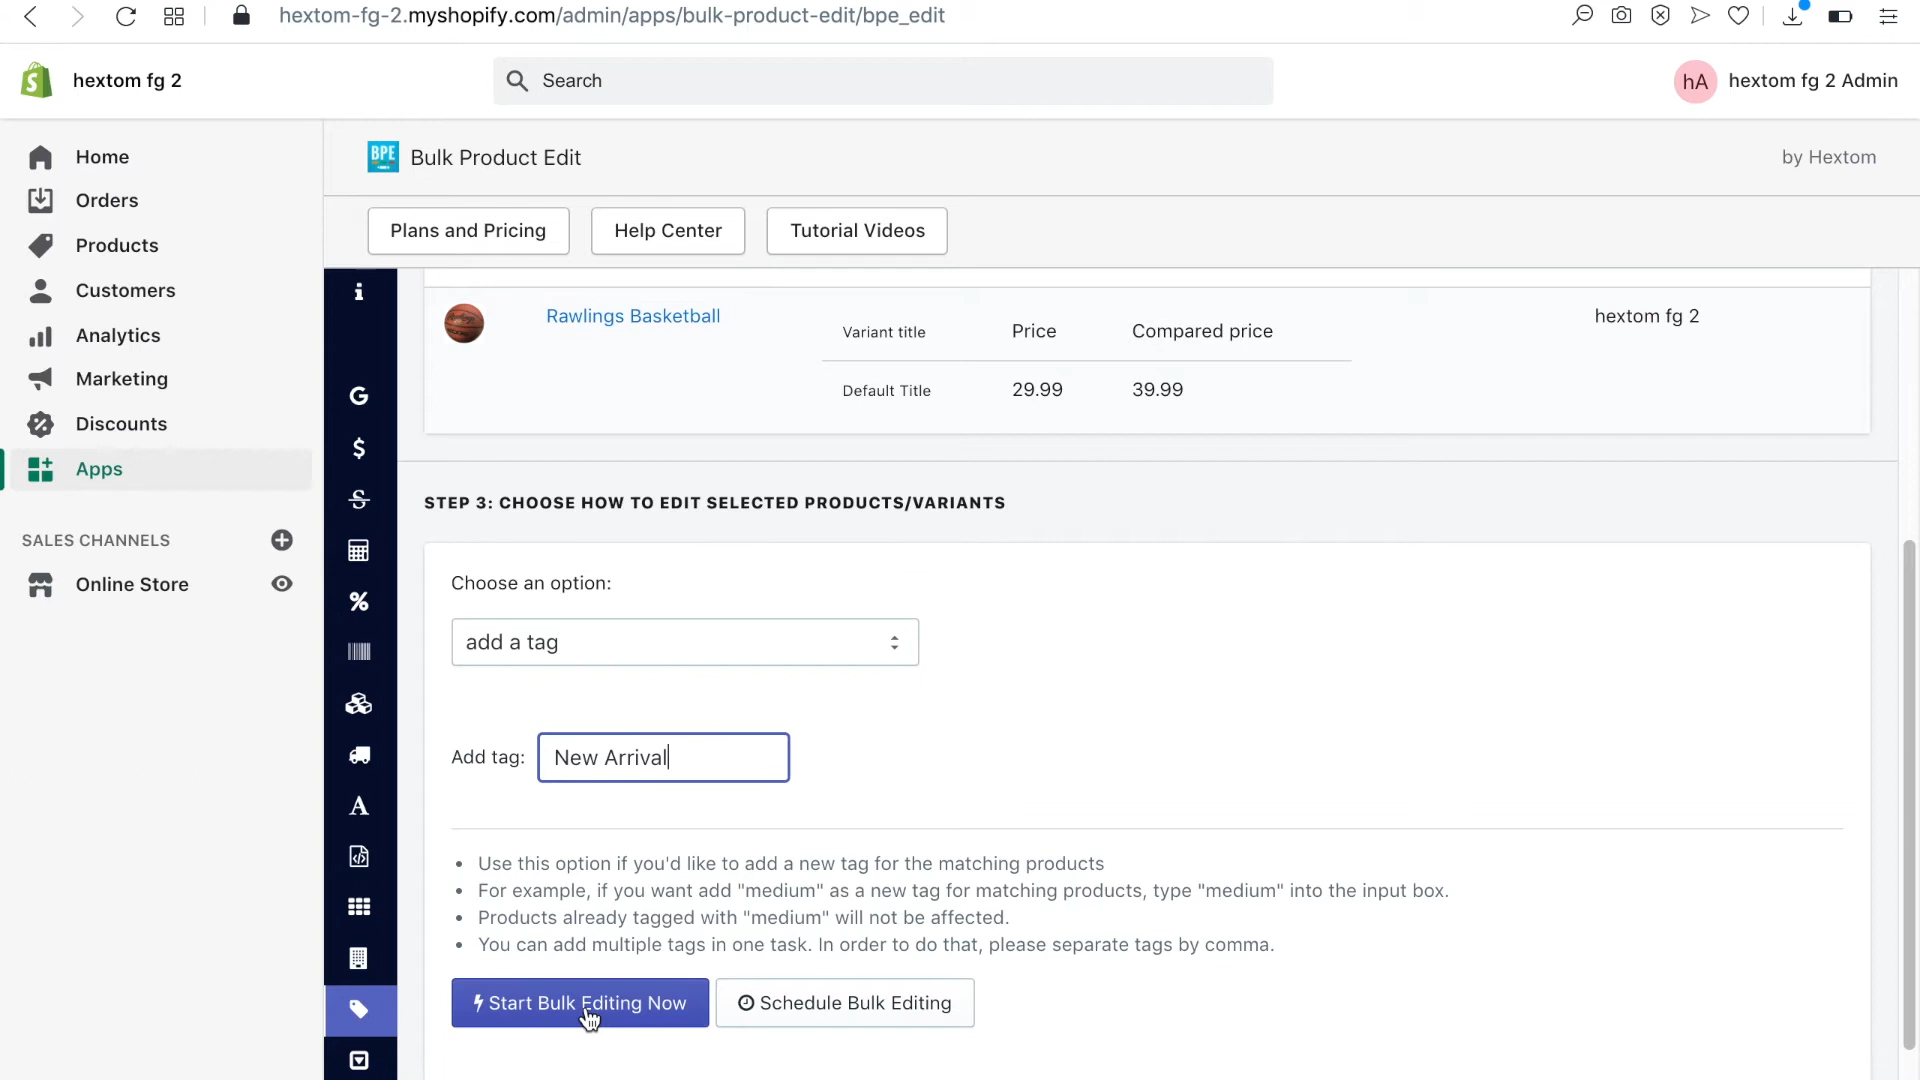 hextom-fg-2.myshopify.com/admin/apps/bulk-product-edit/bpe_edit
hextom fg 2
Search
hA
hextom fg 2 Admin
Home
Orders
Products
Customers
Analytics
Marketing
Discounts
Apps
SALES CHANNELS
Online Store
BPE
Bulk Product Edit
by Hextom
Plans and Pricing
Help Center
Tutorial Videos
Rawlings Basketball
Variant title Price Compared price
hextom fg 2
Default Title 29.99 39.99
STEP 3: CHOOSE HOW TO EDIT SELECTED PRODUCTS/VARIANTS
Choose an option:
add a tag
Add tag: New Arrival
• Use this option if you'd like to add a new tag for the matching products
• For example, if you want add "medium" as a new tag for matching products, type "medium" into the input box.
• Products already tagged with "medium" will not be affected.
• You can add multiple tags in one task. In order to do that, please separate tags by comma.
Start Bulk Editing Now
Schedule Bulk Editing